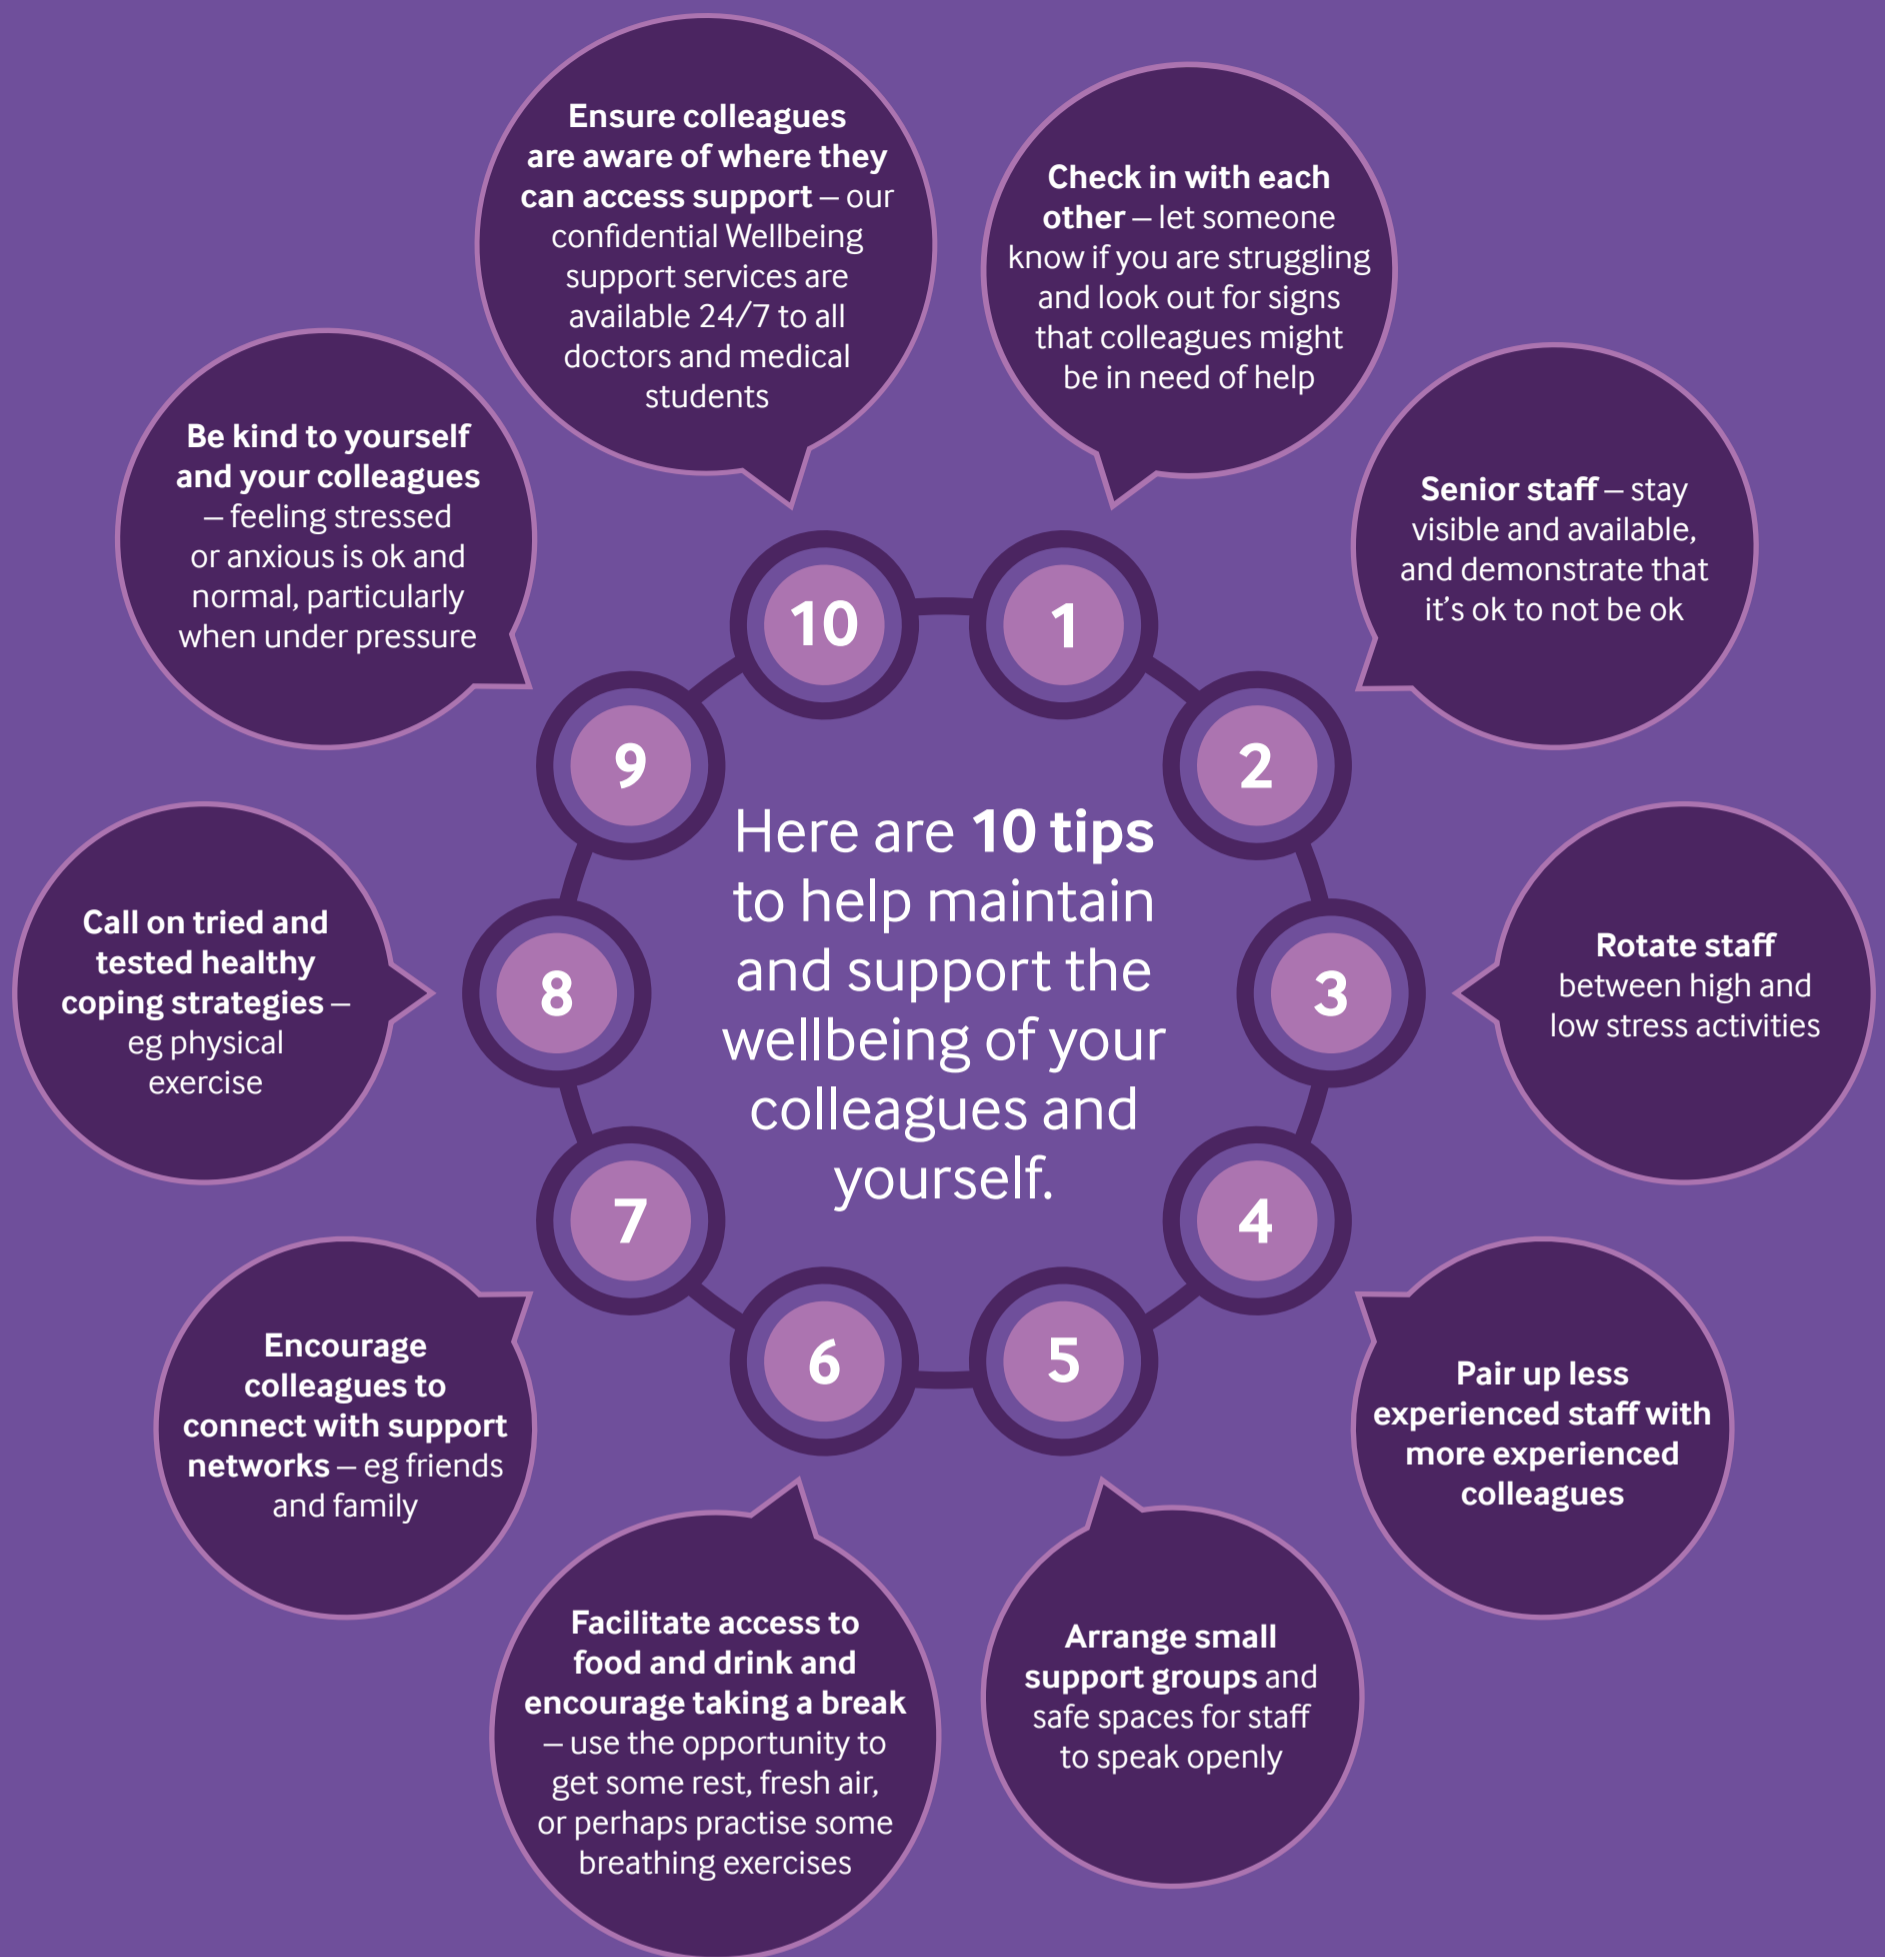 Here are 10 tips
to help maintain
and support the
wellbeing of your
colleagues and
yourself.
1
Check in with each
other – let someone
know if you are struggling
and look out for signs
that colleagues might
be in need of help
2
Senior staff – stay
visible and available,
and demonstrate that
it’s ok to not be ok
3
Rotate staff
between high and
low stress activities
4
Pair up less
experienced staff with
more experienced
colleagues
5
Arrange small
support groups and
safe spaces for staff
to speak openly
6
Facilitate access to
food and drink and
encourage taking a break
– use the opportunity to
get some rest, fresh air,
or perhaps practise some
breathing exercises
7
Encourage
colleagues to
connect with support
networks – eg friends
and family
8
Call on tried and
tested healthy
coping strategies –
eg physical
exercise
9
Be kind to yourself
and your colleagues
– feeling stressed
or anxious is ok and
normal, particularly
when under pressure
10
Ensure colleagues
are aware of where they
can access support – our
confidential Wellbeing
support services are
available 24/7 to all
doctors and medical
students